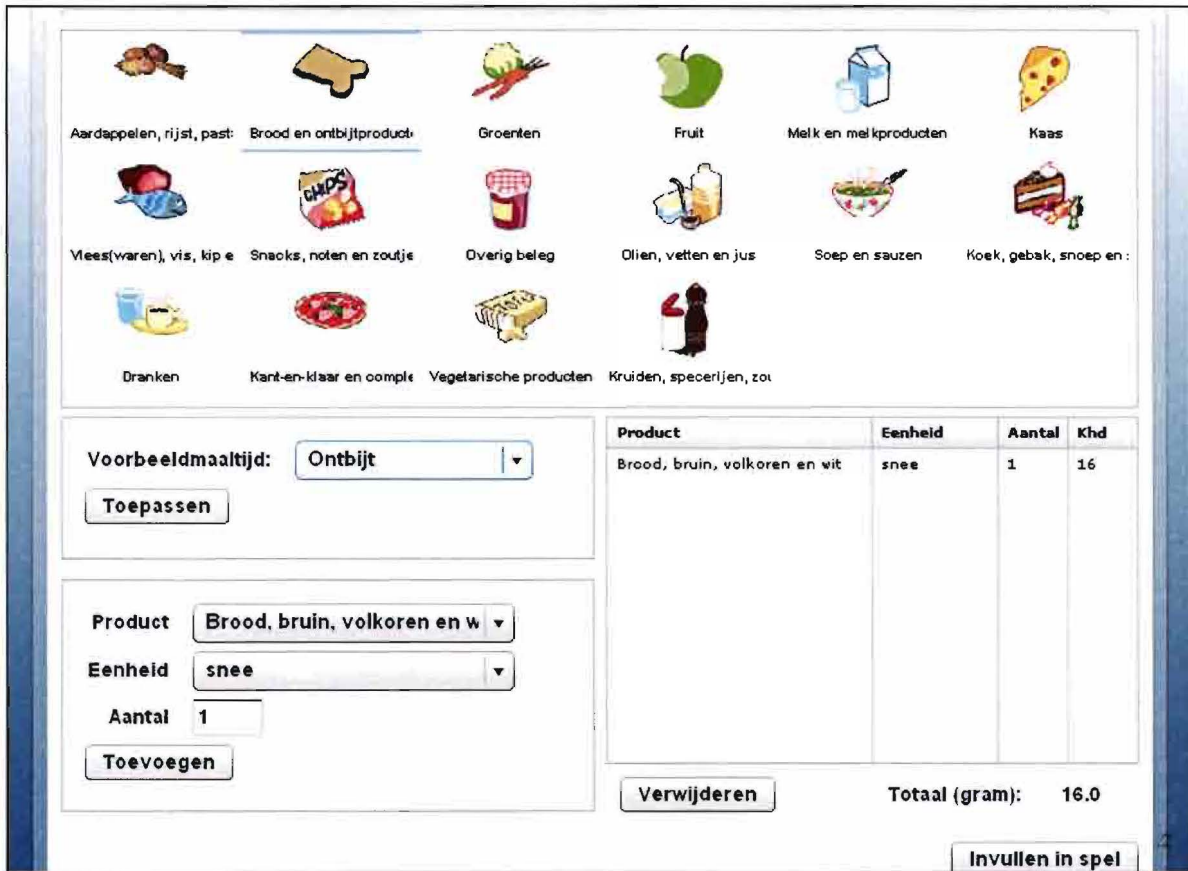 CHIPS
Aardappelen, rijst, past
Brood en ontbijtproduct
Groenten
Fruit
Melk en melkproducten
Kaas
Vlees(waren), vis, kip e
Snacks, noten en zoutje
Overig beleg
Olien, vetten en jus
Soep en sauzen
Koek, gebak, snoep en :
Dranken
Kant-en-klaar en comple
Vegetarische producten
Kruiden, specerijen, zou
Voorbeeldmaaltijd: Ontbijt
Toepassen
Product Brood, bruin, volkoren en w
Eenheid snee
Aantal 1
Toevoegen
Product Eenheid Aantal Khd
Brood, bruin, volkoren en wit snee 1 16
Verwijderen Totaal (gram): 16.0
Invullen in spel
4